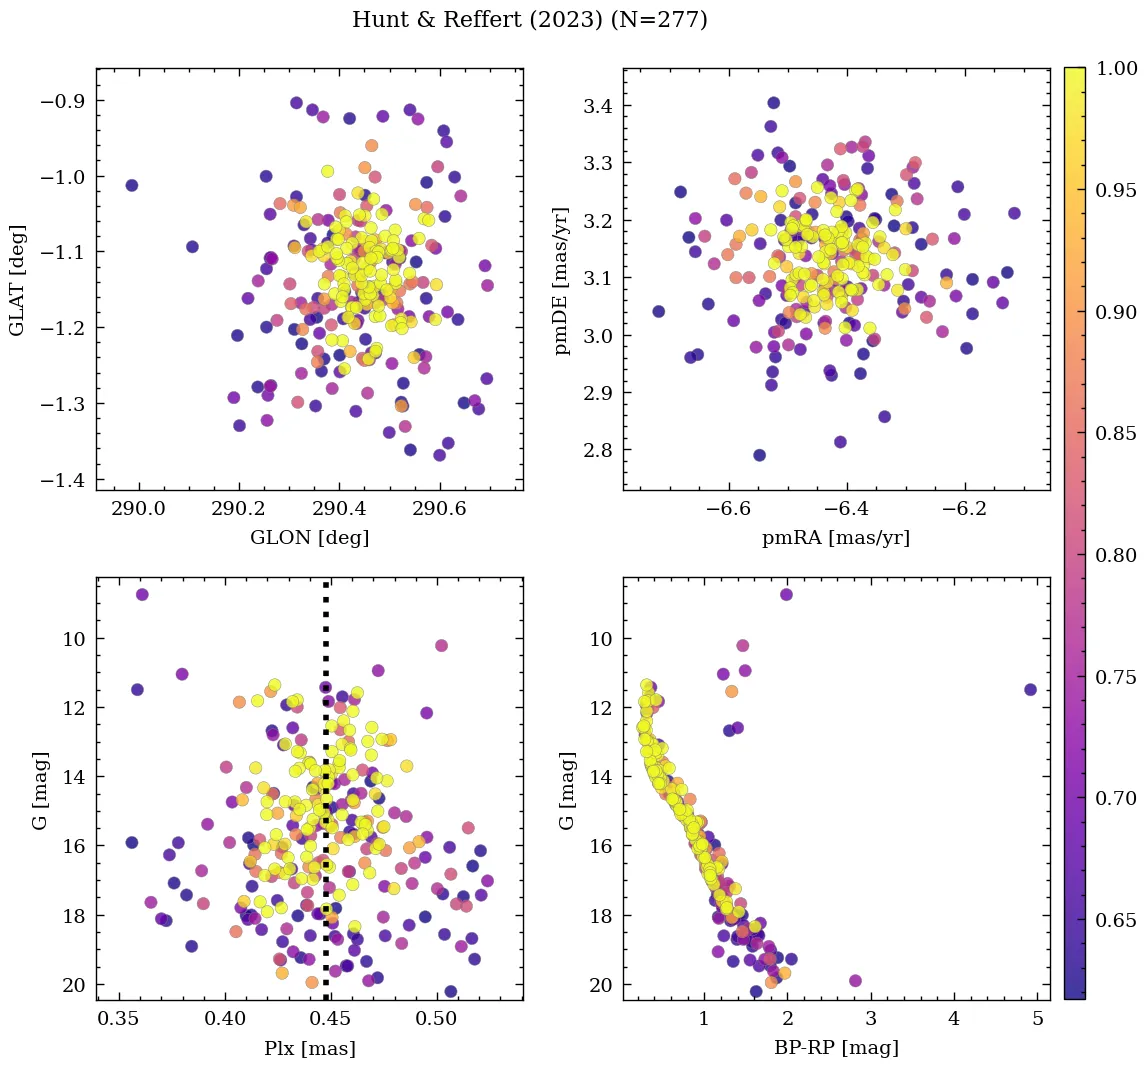 Hunt & Reffert (2023) (N=277)
−0.9
−1.0
−1.1
−1.2
−1.3
−1.4
GLAT [deg]
290.0 290.2 290.4 290.6
GLON [deg]
3.4
3.3
3.2
3.1
3.0
2.9
2.8
pmDE [mas/yr]
−6.6 −6.4 −6.2
pmRA [mas/yr]
1.00
0.95
0.90
0.85
0.80
0.75
0.70
0.65
10
12
14
16
18
20
G [mag]
0.35 0.40 0.45 0.50
Plx [mas]
10
12
14
16
18
20
G [mag]
1 2 3 4 5
BP-RP [mag]